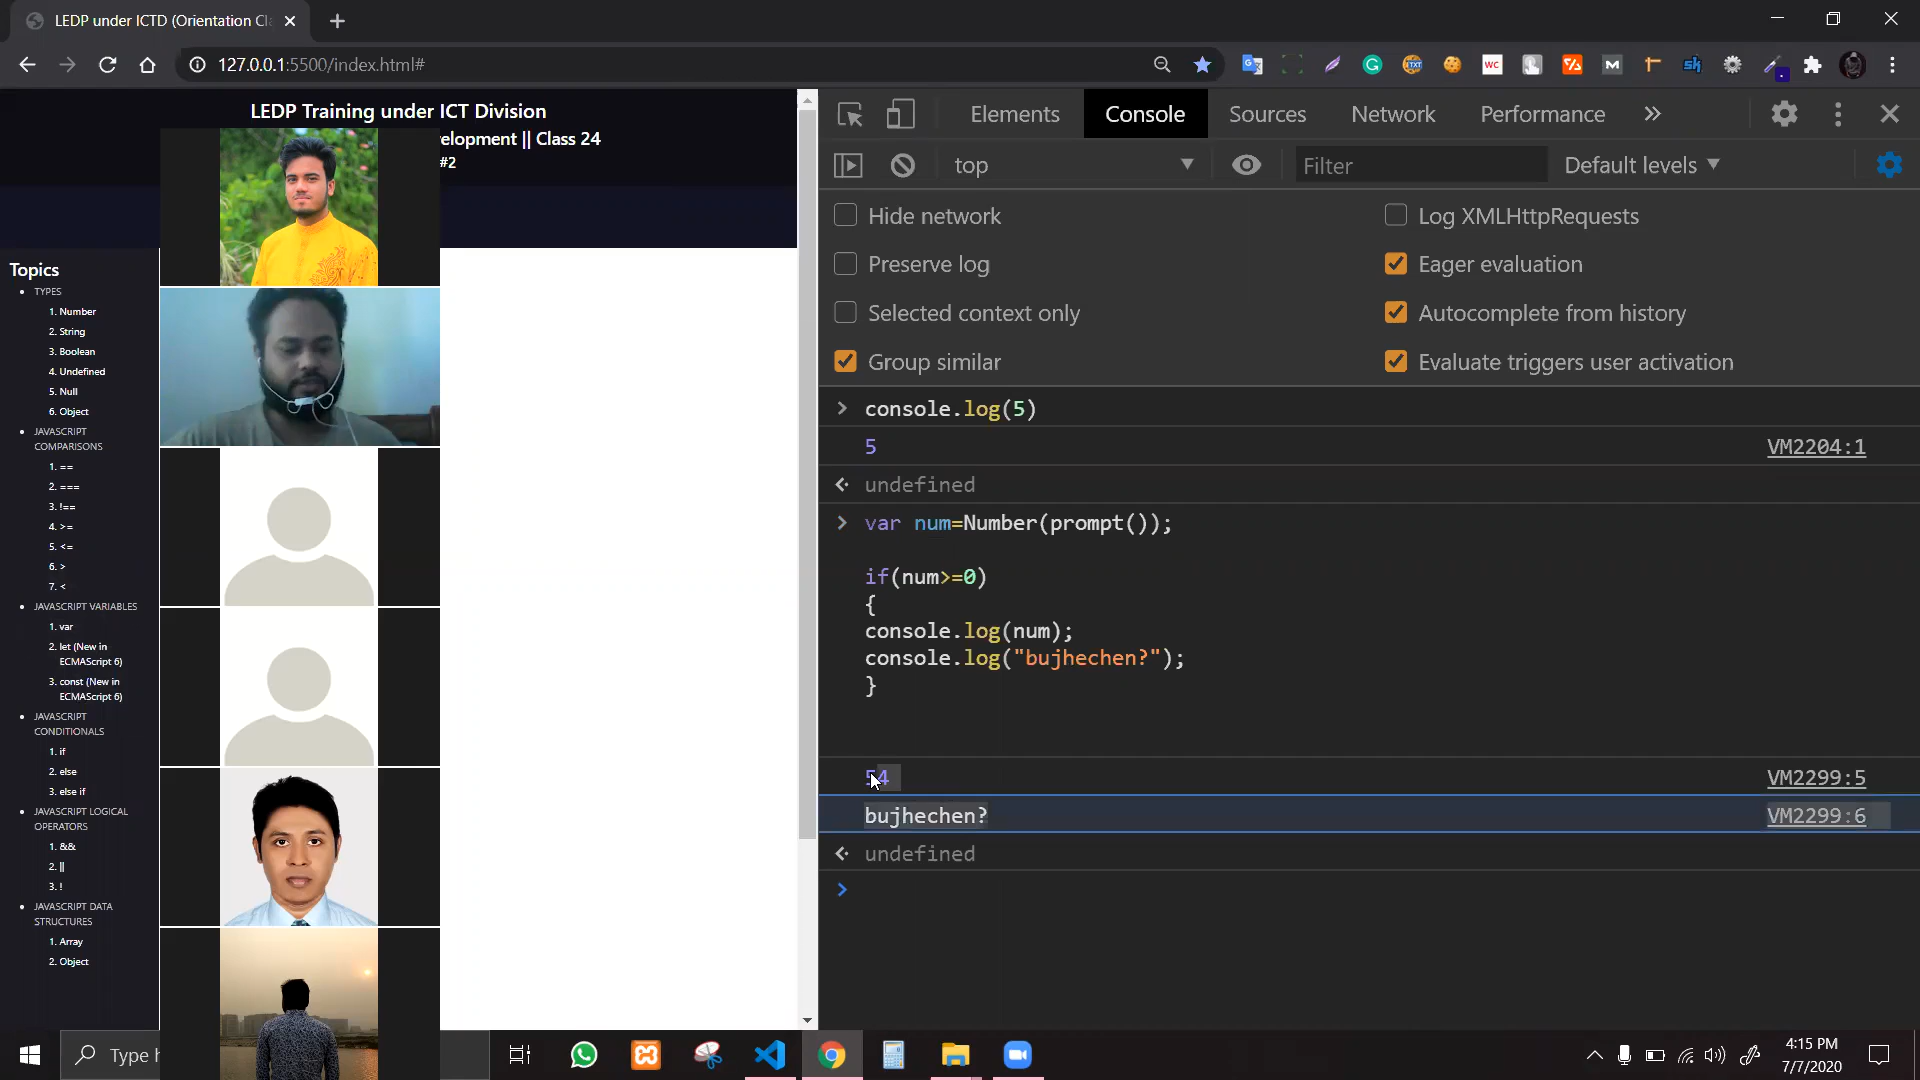 LEDP under ICTD (Orientation Cla
127.0.0.1:5500/index.html#
LEDP Training under ICT Division
velopment || Class 24
#2
Topics
TYPES
1. Number
2. String
3. Boolean
4. Undefined
5. Null
6. Object
JAVASCRIPT
COMPARISONS
1. ==
2. ===
3. !==
4. >=
5. <=
6. >
7. <
JAVASCRIPT VARIABLES
1. var
2. let (New in
ECMAScript 6)
3. const (New in
ECMAScript 6)
JAVASCRIPT
CONDITIONALS
1. if
2. else
3. else if
JAVASCRIPT LOGICAL
OPERATORS
1. &&
2. ||
3. !
JAVASCRIPT DATA
STRUCTURES
1. Array
2. Object
Elements Console Sources Network Performance
top Filter Default levels
Hide network Log XMLHttpRequests
Preserve log Eager evaluation
Selected context only Autocomplete from history
Group similar Evaluate triggers user activation
console.log(5)
5 VM2204:1
undefined
var num=Number(prompt());
if(num>=0)
{
console.log(num);
console.log("bujhechen?");
}
54 VM2299:5
bujhechen? VM2299:6
undefined
Type h
4:15 PM
7/7/2020